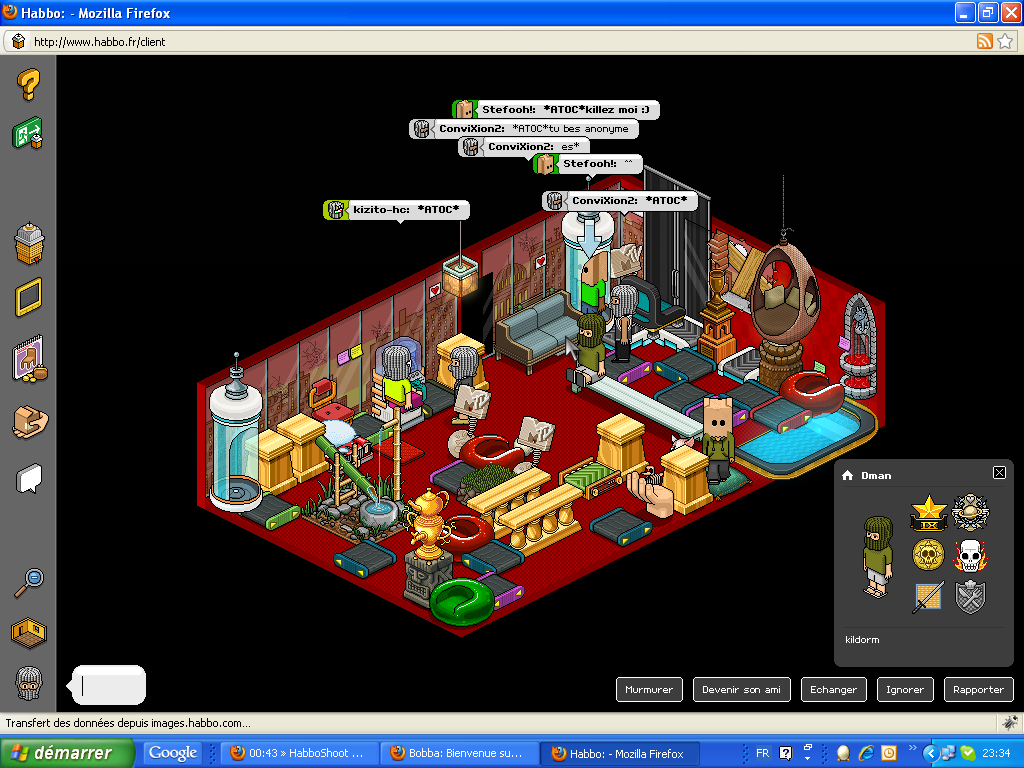 Habbo: - Mozilla Firefox
http://www.habbo.fr/client
Stefooh!: *ATOC*killez moi :)
ConviXion2: *ATOC*tu bes anonyme
ConviXion2: es*
Stefooh!: ^^
ConviXion2: *ATOC*
kizito-hc: *ATOC*
Dman
IX
kildorm
Murmurer
Devenir son ami
Echanger
Ignorer
Rapporter
Transfert des données depuis images.habbo.com...
démarrer
Google
00:43 » HabboShoot ...
Bobba: Bienvenue su...
Habbo: - Mozilla Firefox
FR
23:34